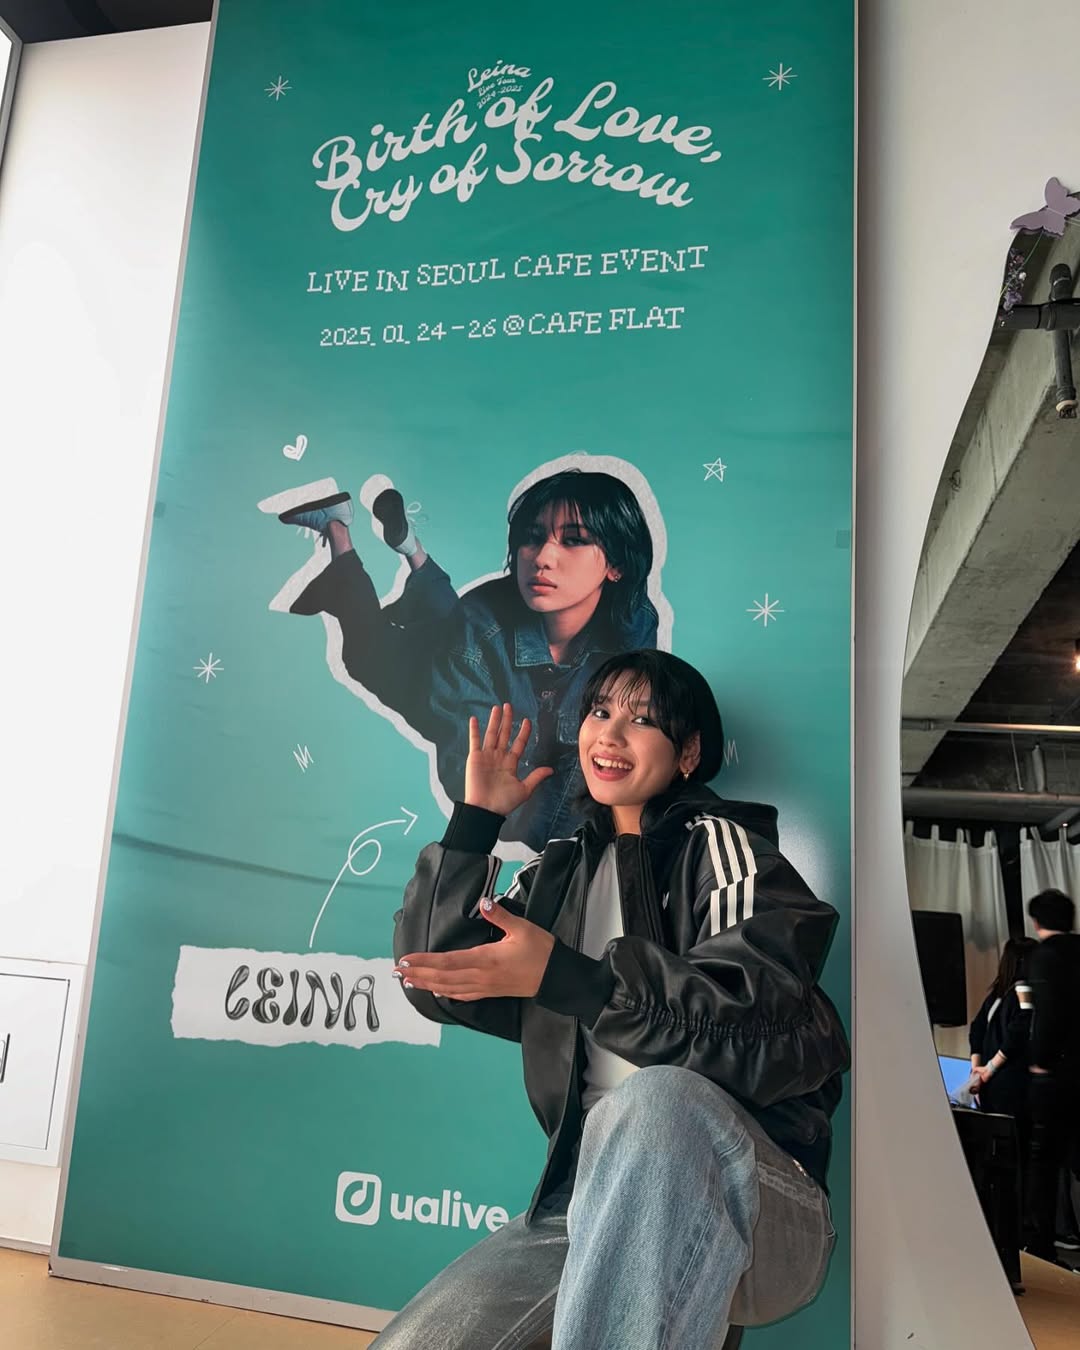 Leina
Live Tour
2024-2025
Birth of Love,
Cry of Sorrow
LIVE IN SEOUL CAFE EVENT
2025. 01. 24-26 @CAFE FLAT
LEINA
ualive